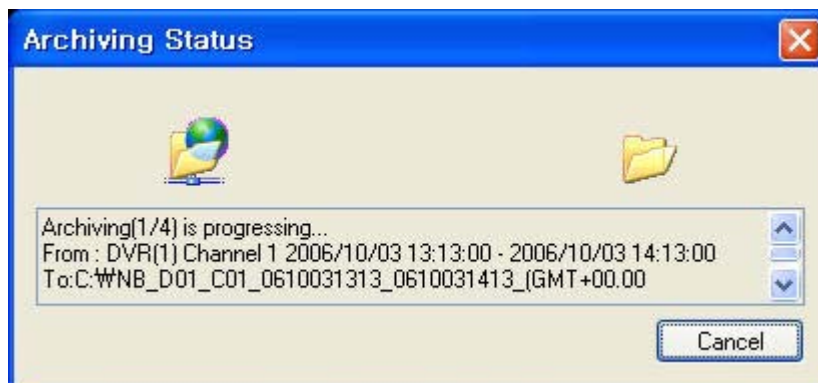 Archiving Status
Archiving(1/4) is progressing...
From : DVR(1) Channel 1 2006/10/03 13:13:00 - 2006/10/03 14:13:00
To:C:₩NB_D01_C01_0610031313_0610031413_(GMT+00.00
Cancel